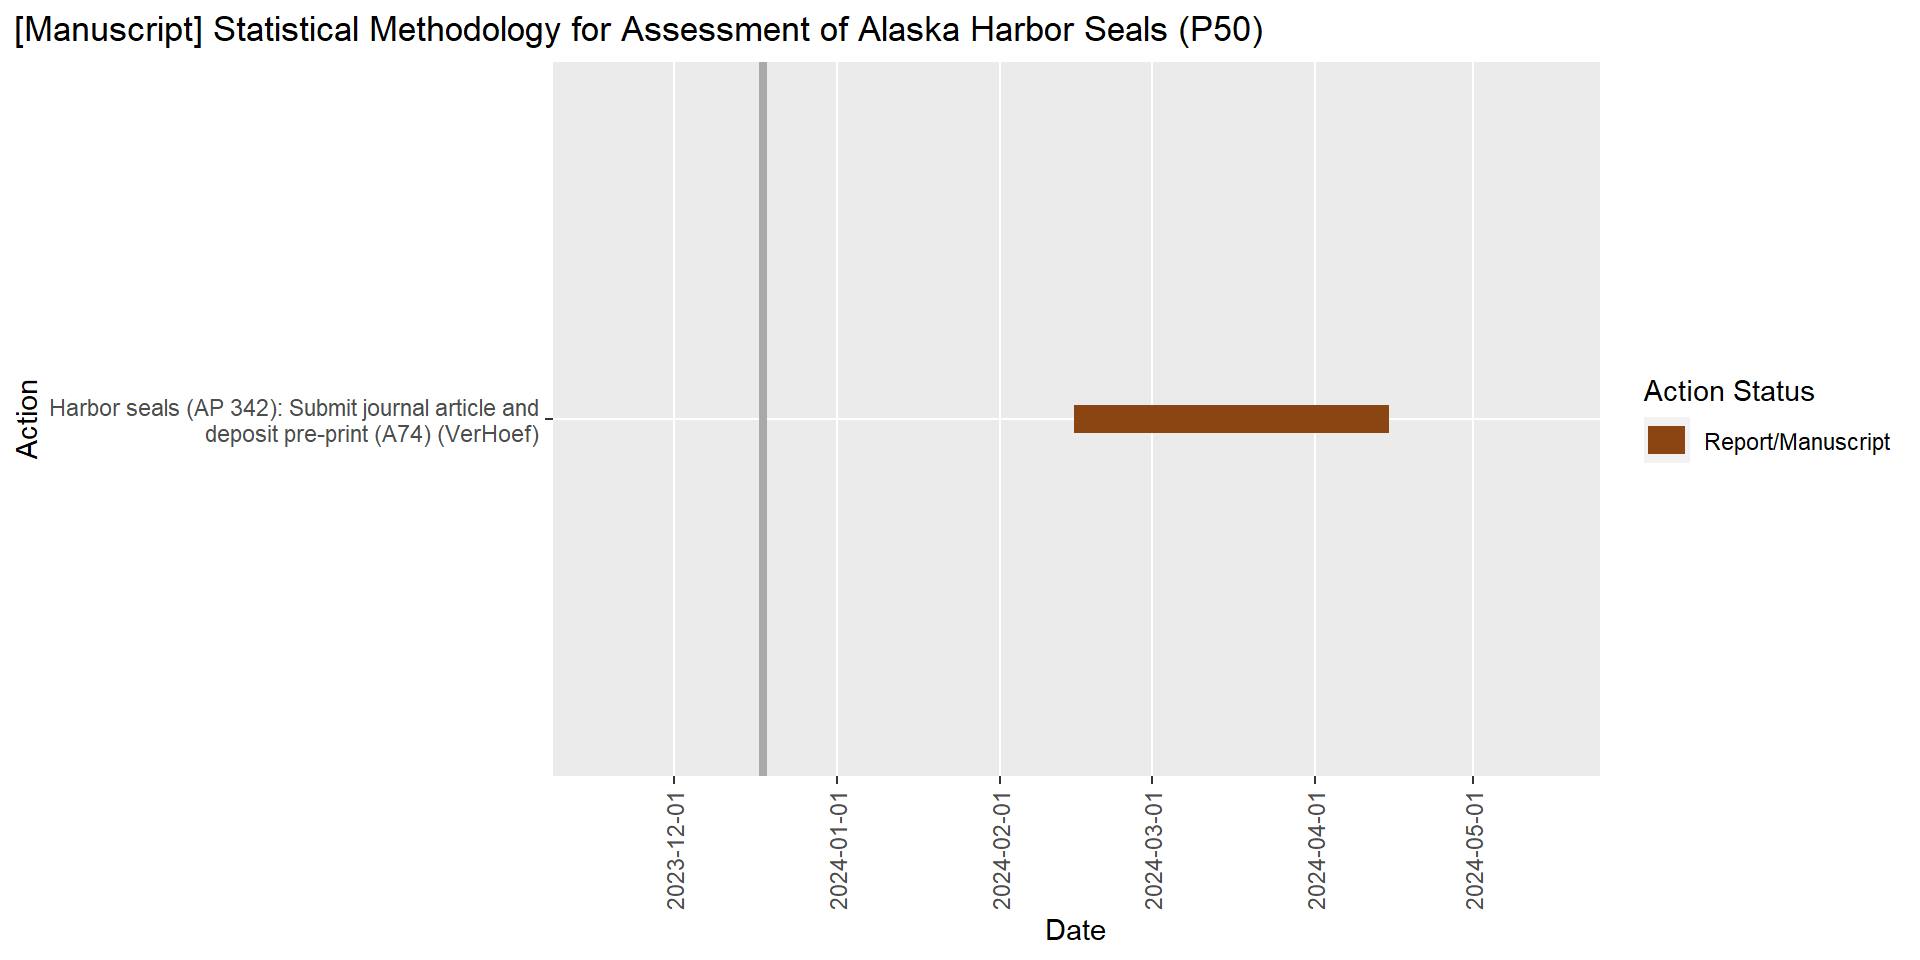 [Manuscript] Statistical Methodology for Assessment of Alaska Harbor Seals (P50)
Action
Harbor seals (AP 342): Submit journal article and
deposit pre-print (A74) (VerHoef)
2023-12-01
2024-01-01
2024-02-01
2024-03-01
2024-04-01
2024-05-01
Date
Action Status
Report/Manuscript